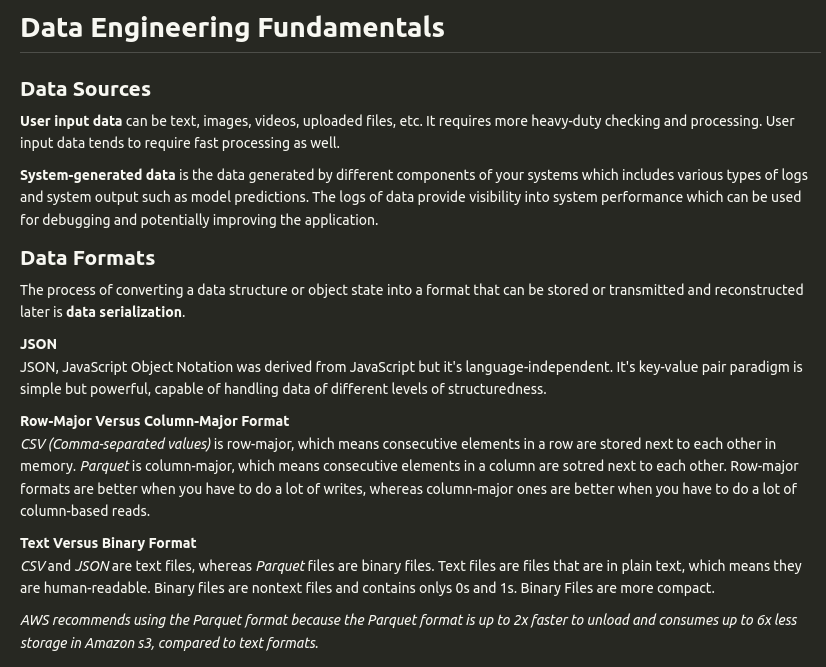 Data Engineering Fundamentals
Data Sources
User input data can be text, images, videos, uploaded files, etc. It requires more heavy-duty checking and processing. User
input data tends to require fast processing as well.
System-generated data is the data generated by different components of your systems which includes various types of logs
and system output such as model predictions. The logs of data provide visibility into system performance which can be used
for debugging and potentially improving the application.
Data Formats
The process of converting a data structure or object state into a format that can be stored or transmitted and reconstructed
later is data serialization.
JSON
JSON, JavaScript Object Notation was derived from JavaScript but it's language-independent. It's key-value pair paradigm is
simple but powerful, capable of handling data of different levels of structuredness.
Row-Major Versus Column-Major Format
CSV (Comma-separated values) is row-major, which means consecutive elements in a row are stored next to each other in
memory. Parquet is column-major, which means consecutive elements in a column are sotred next to each other. Row-major
formats are better when you have to do a lot of writes, whereas column-major ones are better when you have to do a lot of
column-based reads.
Text Versus Binary Format
CSV and JSON are text files, whereas Parquet files are binary files. Text files are files that are in plain text, which means they
are human-readable. Binary files are nontext files and contains onlys 0s and 1s. Binary Files are more compact.
AWS recommends using the Parquet format because the Parquet format is up to 2x faster to unload and consumes up to 6x less
storage in Amazon s3, compared to text formats.